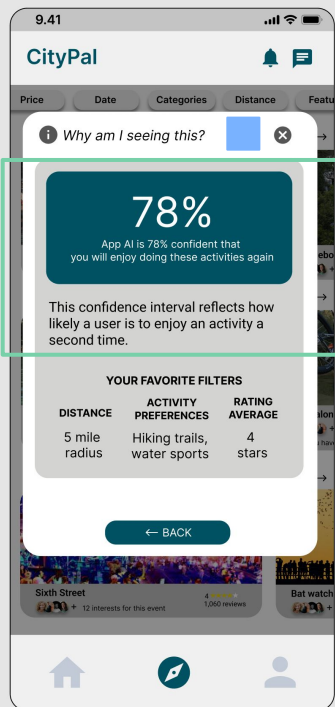 9.41
CityPal
Price Date Categories Distance Featu
Why am I seeing this?
78%
App AI is 78% confident that
you will enjoy doing these activities again
This confidence interval reflects how
likely a user is to enjoy an activity a
second time.
YOUR FAVORITE FILTERS
DISTANCE
5 mile
radius
ACTIVITY
PREFERENCES
Hiking trails,
water sports
RATING
AVERAGE
4
stars
← BACK
Sixth Street
+ 12 interests for this event
4
1,060 reviews
Bat watch
+